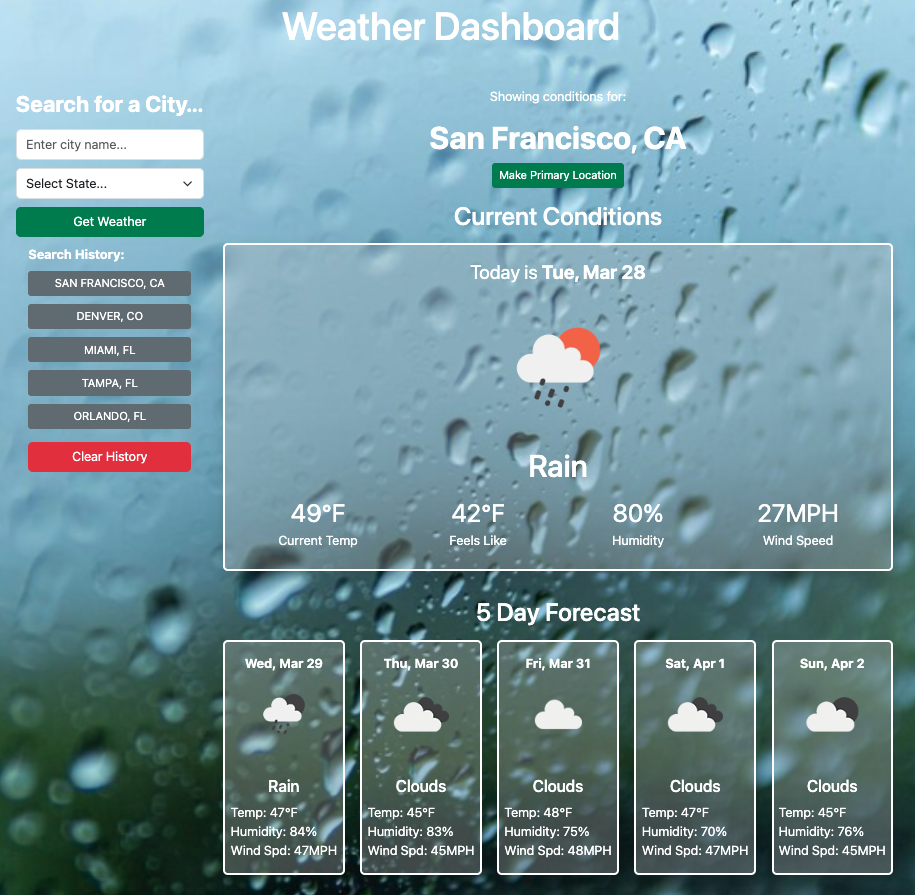 Weather Dashboard
Search for a City...
Enter city name...
Select State...
Get Weather
Search History:
SAN FRANCISCO, CA
DENVER, CO
MIAMI, FL
TAMPA, FL
ORLANDO, FL
Clear History
Showing conditions for:
San Francisco, CA
Make Primary Location
Current Conditions
Today is Tue, Mar 28
Rain
49°F 42°F 80% 27MPH
Current Temp Feels Like Humidity Wind Speed
5 Day Forecast
Wed, Mar 29
Rain
Temp: 47°F
Humidity: 84%
Wind Spd: 47MPH
Thu, Mar 30
Clouds
Temp: 45°F
Humidity: 83%
Wind Spd: 45MPH
Fri, Mar 31
Clouds
Temp: 48°F
Humidity: 75%
Wind Spd: 48MPH
Sat, Apr 1
Clouds
Temp: 47°F
Humidity: 70%
Wind Spd: 47MPH
Sun, Apr 2
Clouds
Temp: 45°F
Humidity: 76%
Wind Spd: 45MPH